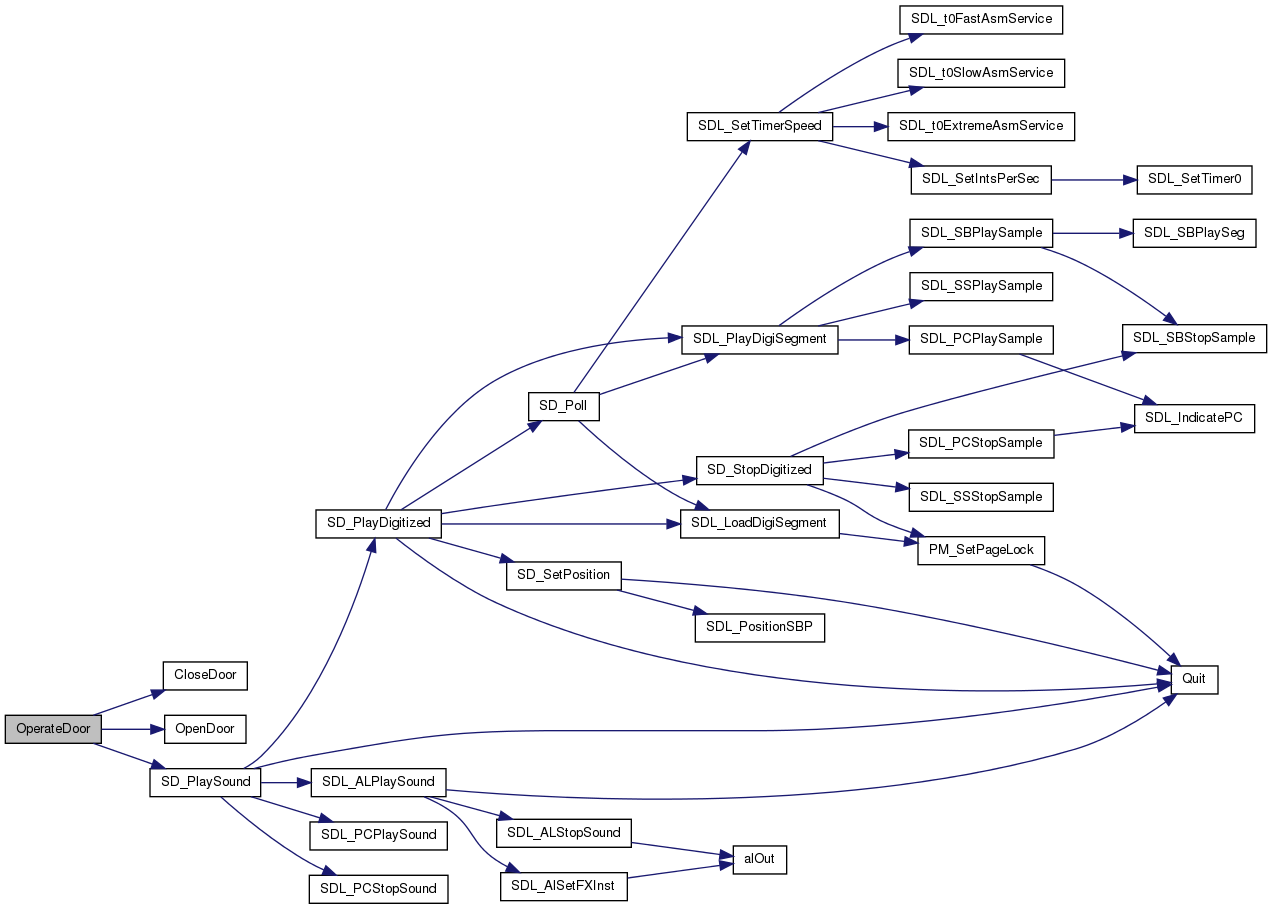 SDL_t0FastAsmService
SDL_t0SlowAsmService
SDL_SetTimerSpeed
SDL_t0ExtremeAsmService
SDL_SetIntsPerSec
SDL_SetTimer0
SDL_SBPlaySample
SDL_SBPlaySeg
SDL_SSPlaySample
SDL_PlayDigiSegment
SDL_PCPlaySample
SDL_SBStopSample
SD_Poll
SDL_IndicatePC
SDL_PCStopSample
SD_StopDigitized
SDL_SSStopSample
SD_PlayDigitized
SDL_LoadDigiSegment
PM_SetPageLock
SD_SetPosition
SDL_PositionSBP
CloseDoor
Quit
OperateDoor
OpenDoor
SD_PlaySound
SDL_ALPlaySound
SDL_PCPlaySound
SDL_ALStopSound
alOut
SDL_PCStopSound
SDL_AlSetFXInst